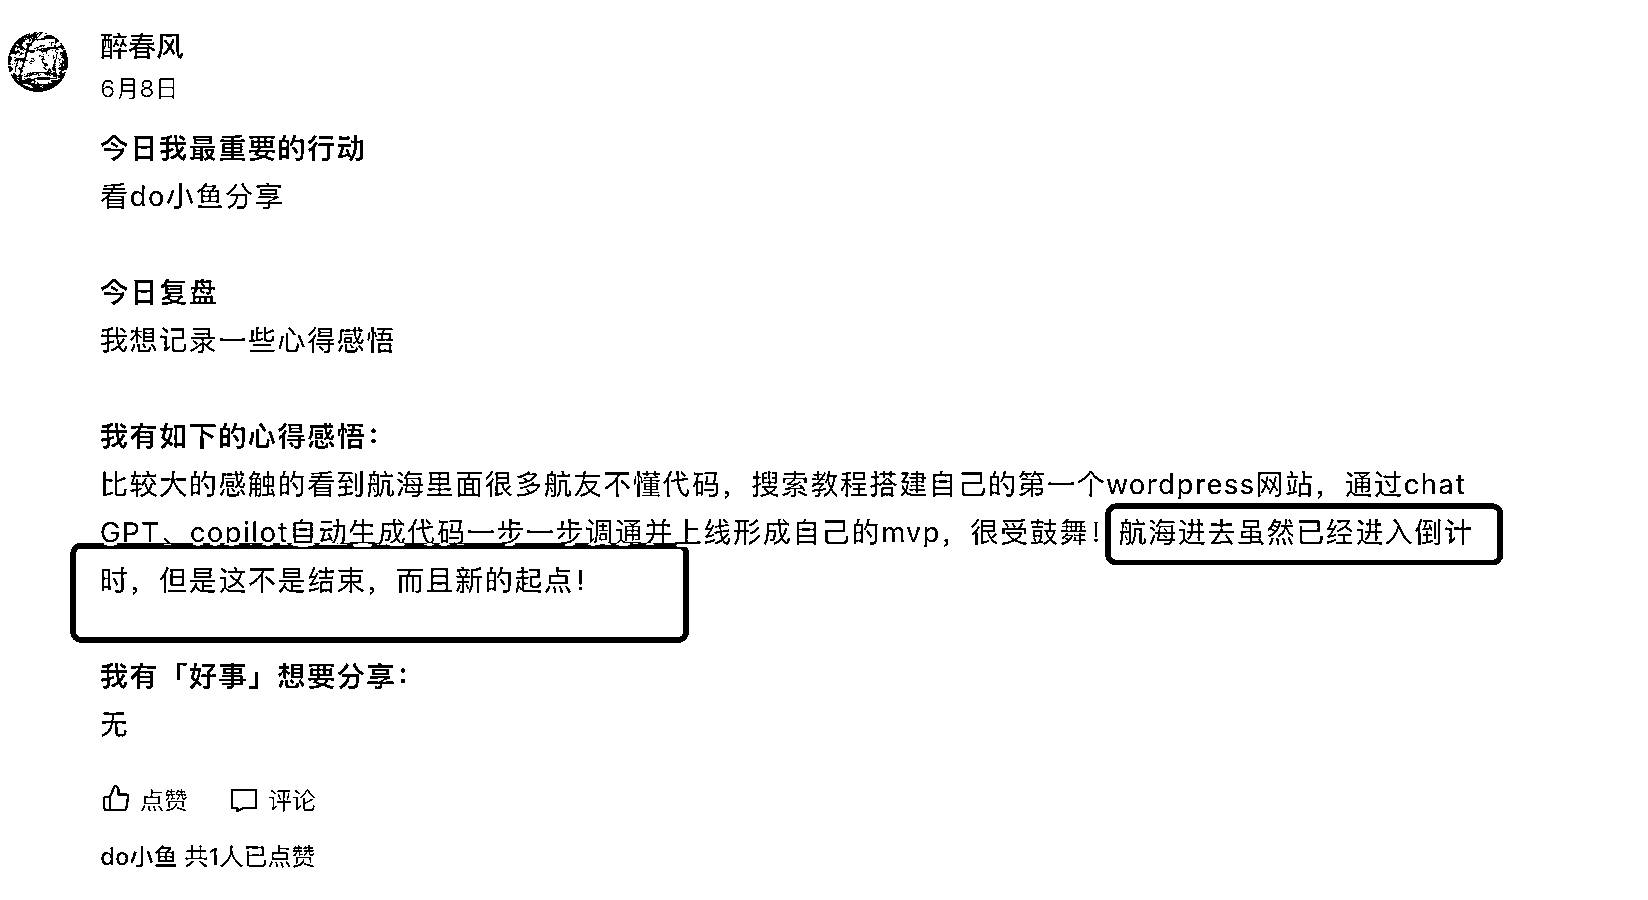 醉春风
6月8日
今日我最重要的行动
看do小鱼分享
今日复盘
我想记录一些心得感悟
我有如下的心得感悟：
比较大的感触的看到航海里面很多航友不懂代码，搜索教程搭建自己的第一个wordpress网站，通过chat
GPT、copilot自动生成代码一步一步调通并上线形成自己的mvp，很受鼓舞！航海进去虽然已经进入倒计
时，但是这不是结束，而且新的起点！
我有「好事」想要分享：
无
点赞 评论
do小鱼 共1人已点赞